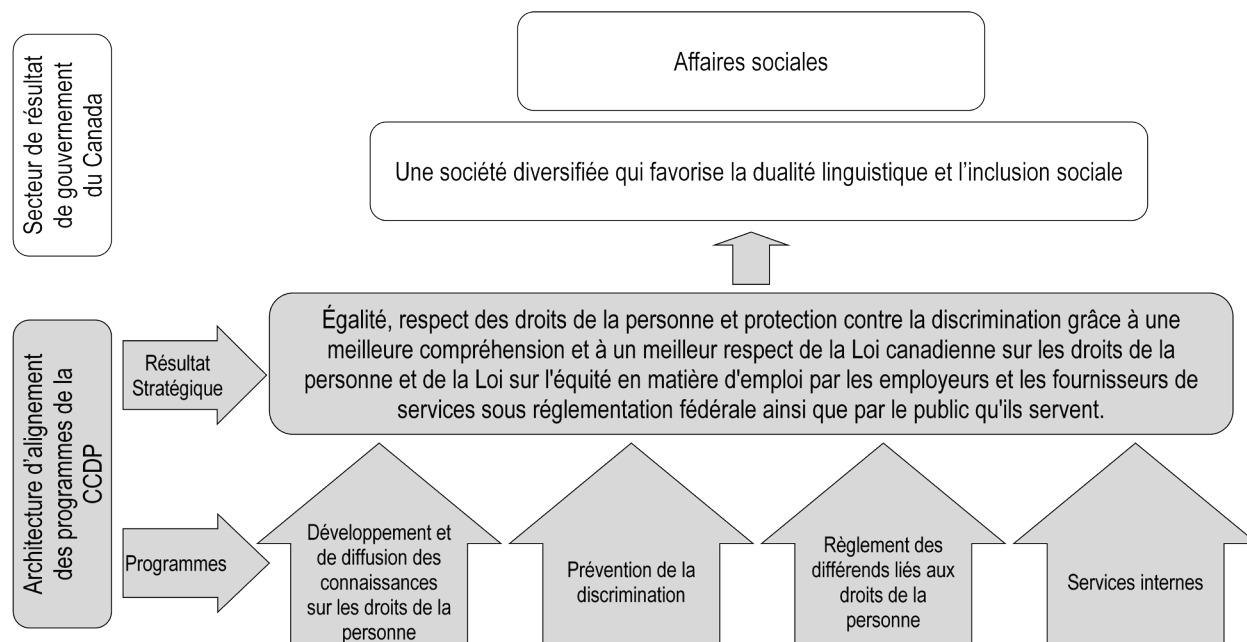 Secteur de résultat
de gouvernement
du Canada
Affaires sociales
Une société diversifiée qui favorise la dualité linguistique et l’inclusion sociale
Architecture d’alignement
des programmes de la
CCDP
Résultat
Stratégique
Égalité, respect des droits de la personne et protection contre la discrimination grâce à une
meilleure compréhension et à un meilleur respect de la Loi canadienne sur les droits de la
personne et de la Loi sur l'équité en matière d'emploi par les employeurs et les fournisseurs de
services sous réglementation fédérale ainsi que par le public qu'ils servent.
Programmes
Développement et
de diffusion des
connaissances
sur les droits de la
personne
Prévention de la
discrimination
Règlement des
différends liés aux
droits de la
personne
Services internes